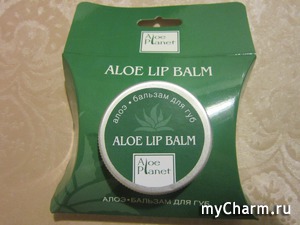 Aloe
Planet
ALOE LIP BALM
алоэ • бальзам для губ
ALOE LIP BALM
Aloe
Planet
АЛОЭ•БАЛЬЗАМ ДЛЯ ГУБ
myCharm.ru